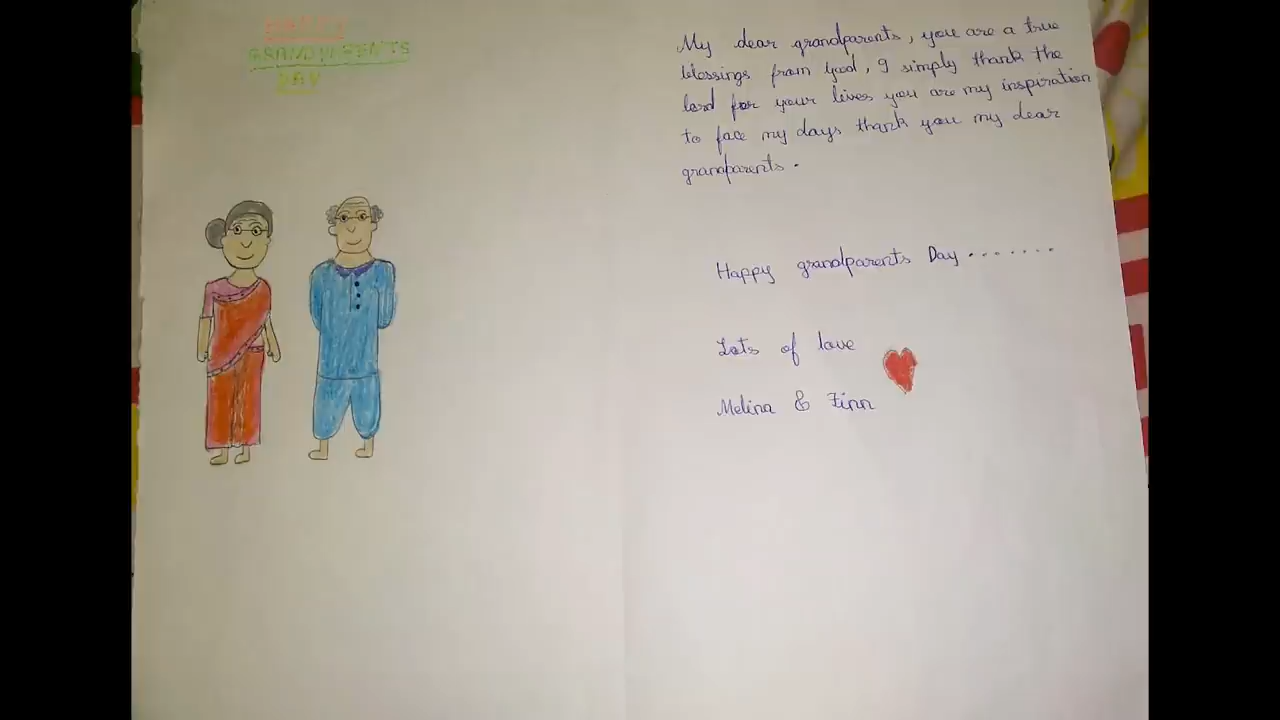 HAPPY
GRANDPARENTS
DAY
My dear grandparents, you are a true
blessings from good, I simply thank the
lord for your lives you are my inspiration
to face my days thank you my dear
grandparents.
Happy grandparents Day ........
Lots of love
Melina & Finn